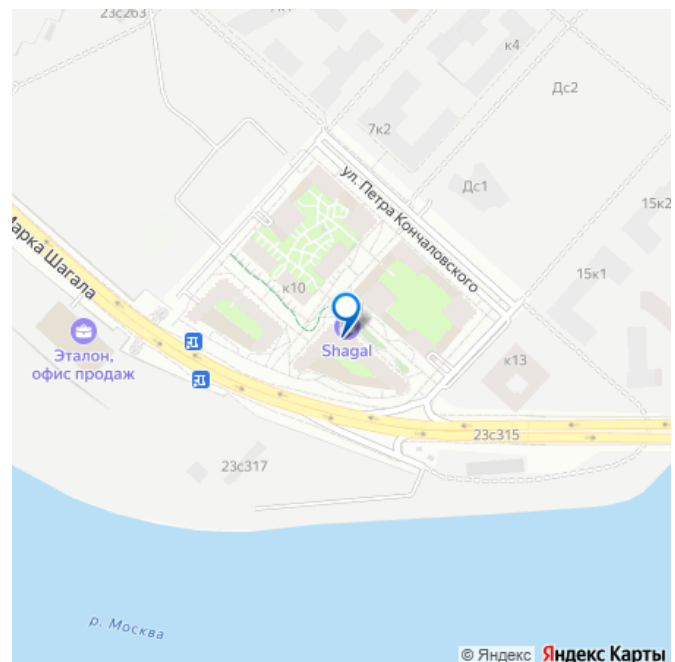 23с263
к4
Дс2
7к2
ул. Петра Кончаловского
Дс1
15к2
Марка Шагала
15к1
к10
Shagal
Эталон,
офис продаж
к13
23с315
23с317
р. Москва
© Яндекс Яндекс Карты